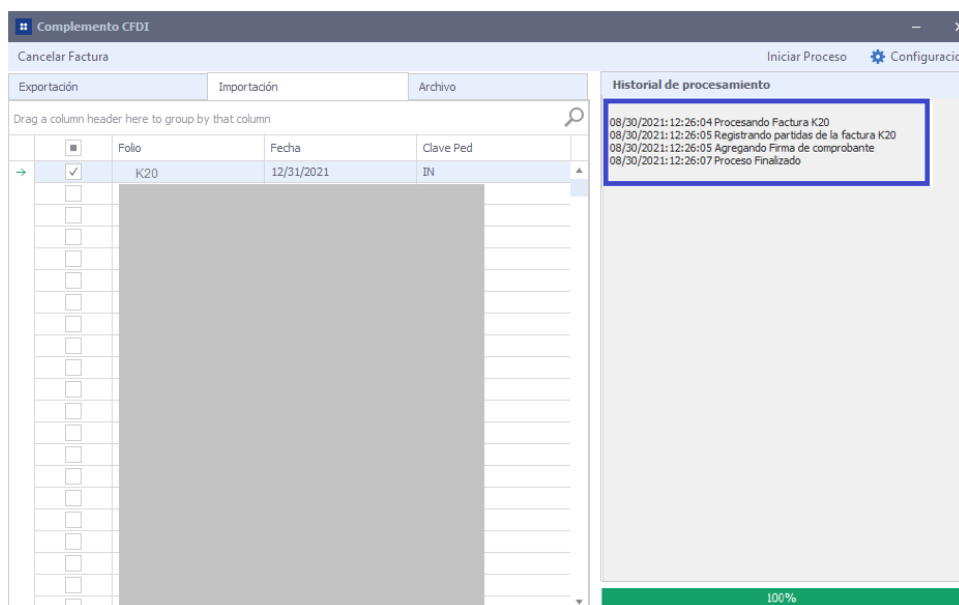 Complemento CFDI
Cancelar Factura
Iniciar Proceso
Configuracio
Exportación
Importación
Archivo
Historial de procesamiento
Drag a column header here to group by that column
08/30/2021:12:26:04 Procesando Factura K20
08/30/2021:12:26:05 Registrando partidas de la factura K20
08/30/2021:12:26:05 Agregando Firma de comprobante
08/30/2021:12:26:07 Proceso Finalizado
Folio Fecha Clave Ped
K20 12/31/2021 IN
100%